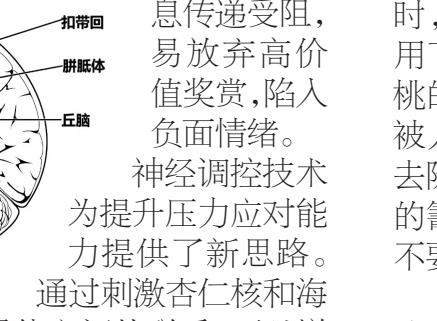 扣带回
胼胝体
丘脑
息传递受阻，
易放弃高价
值奖赏，陷入
负面情绪。
神经调控技术
为提升压力应对能
力提供了新思路。
通过刺激杏仁核和海
时，
用
桃的
被
去
的
不